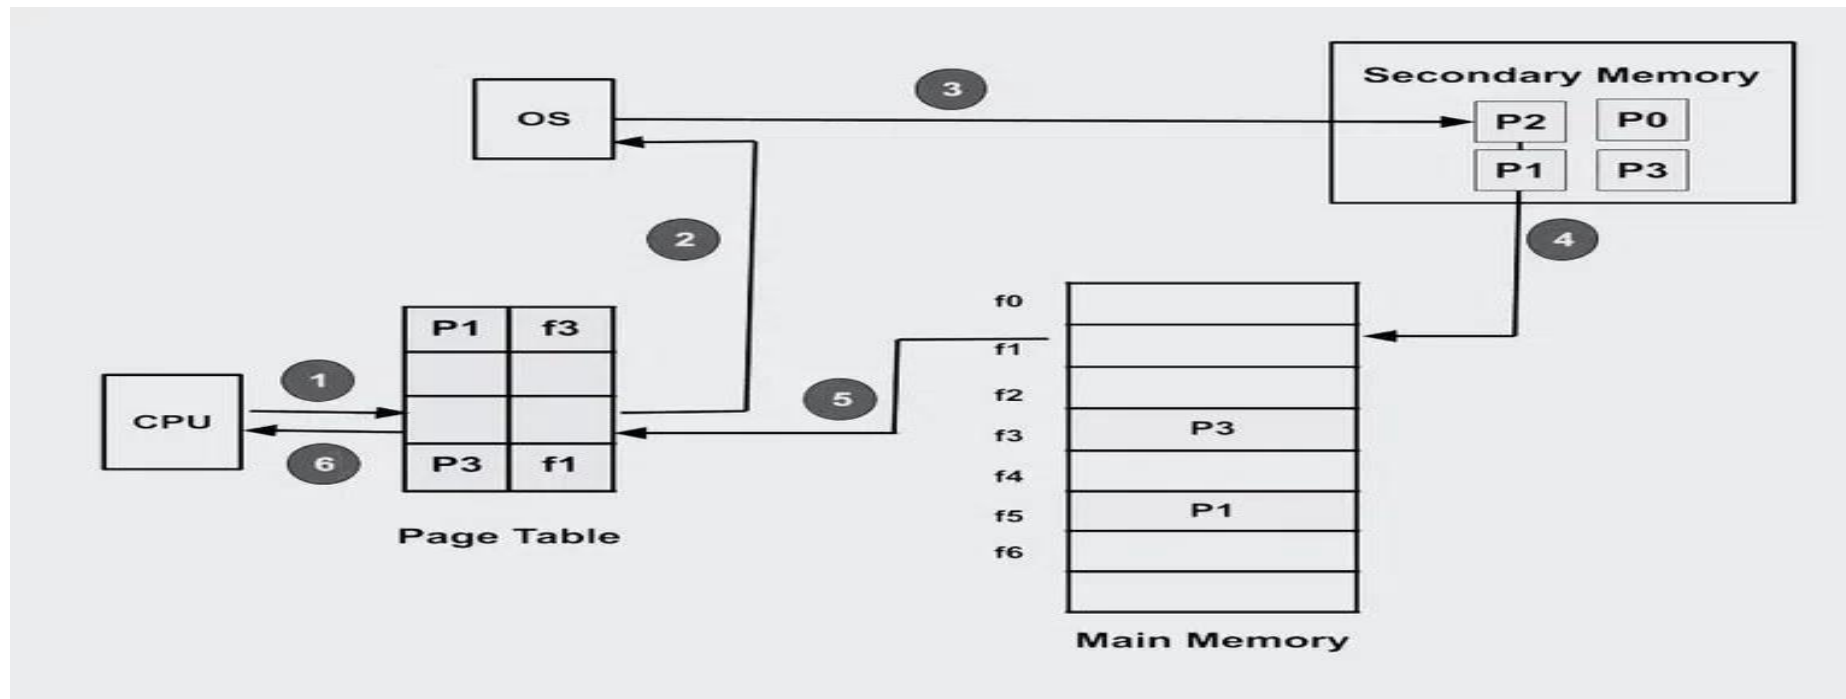 Secondary Memory
3
OS
P2 P0
P1 P3
2
4
f0
P1 f3
f1
1
5
f2
CPU
P3
f3
6
P3 f1
f4
P1
f5
Page Table
f6
Main Memory